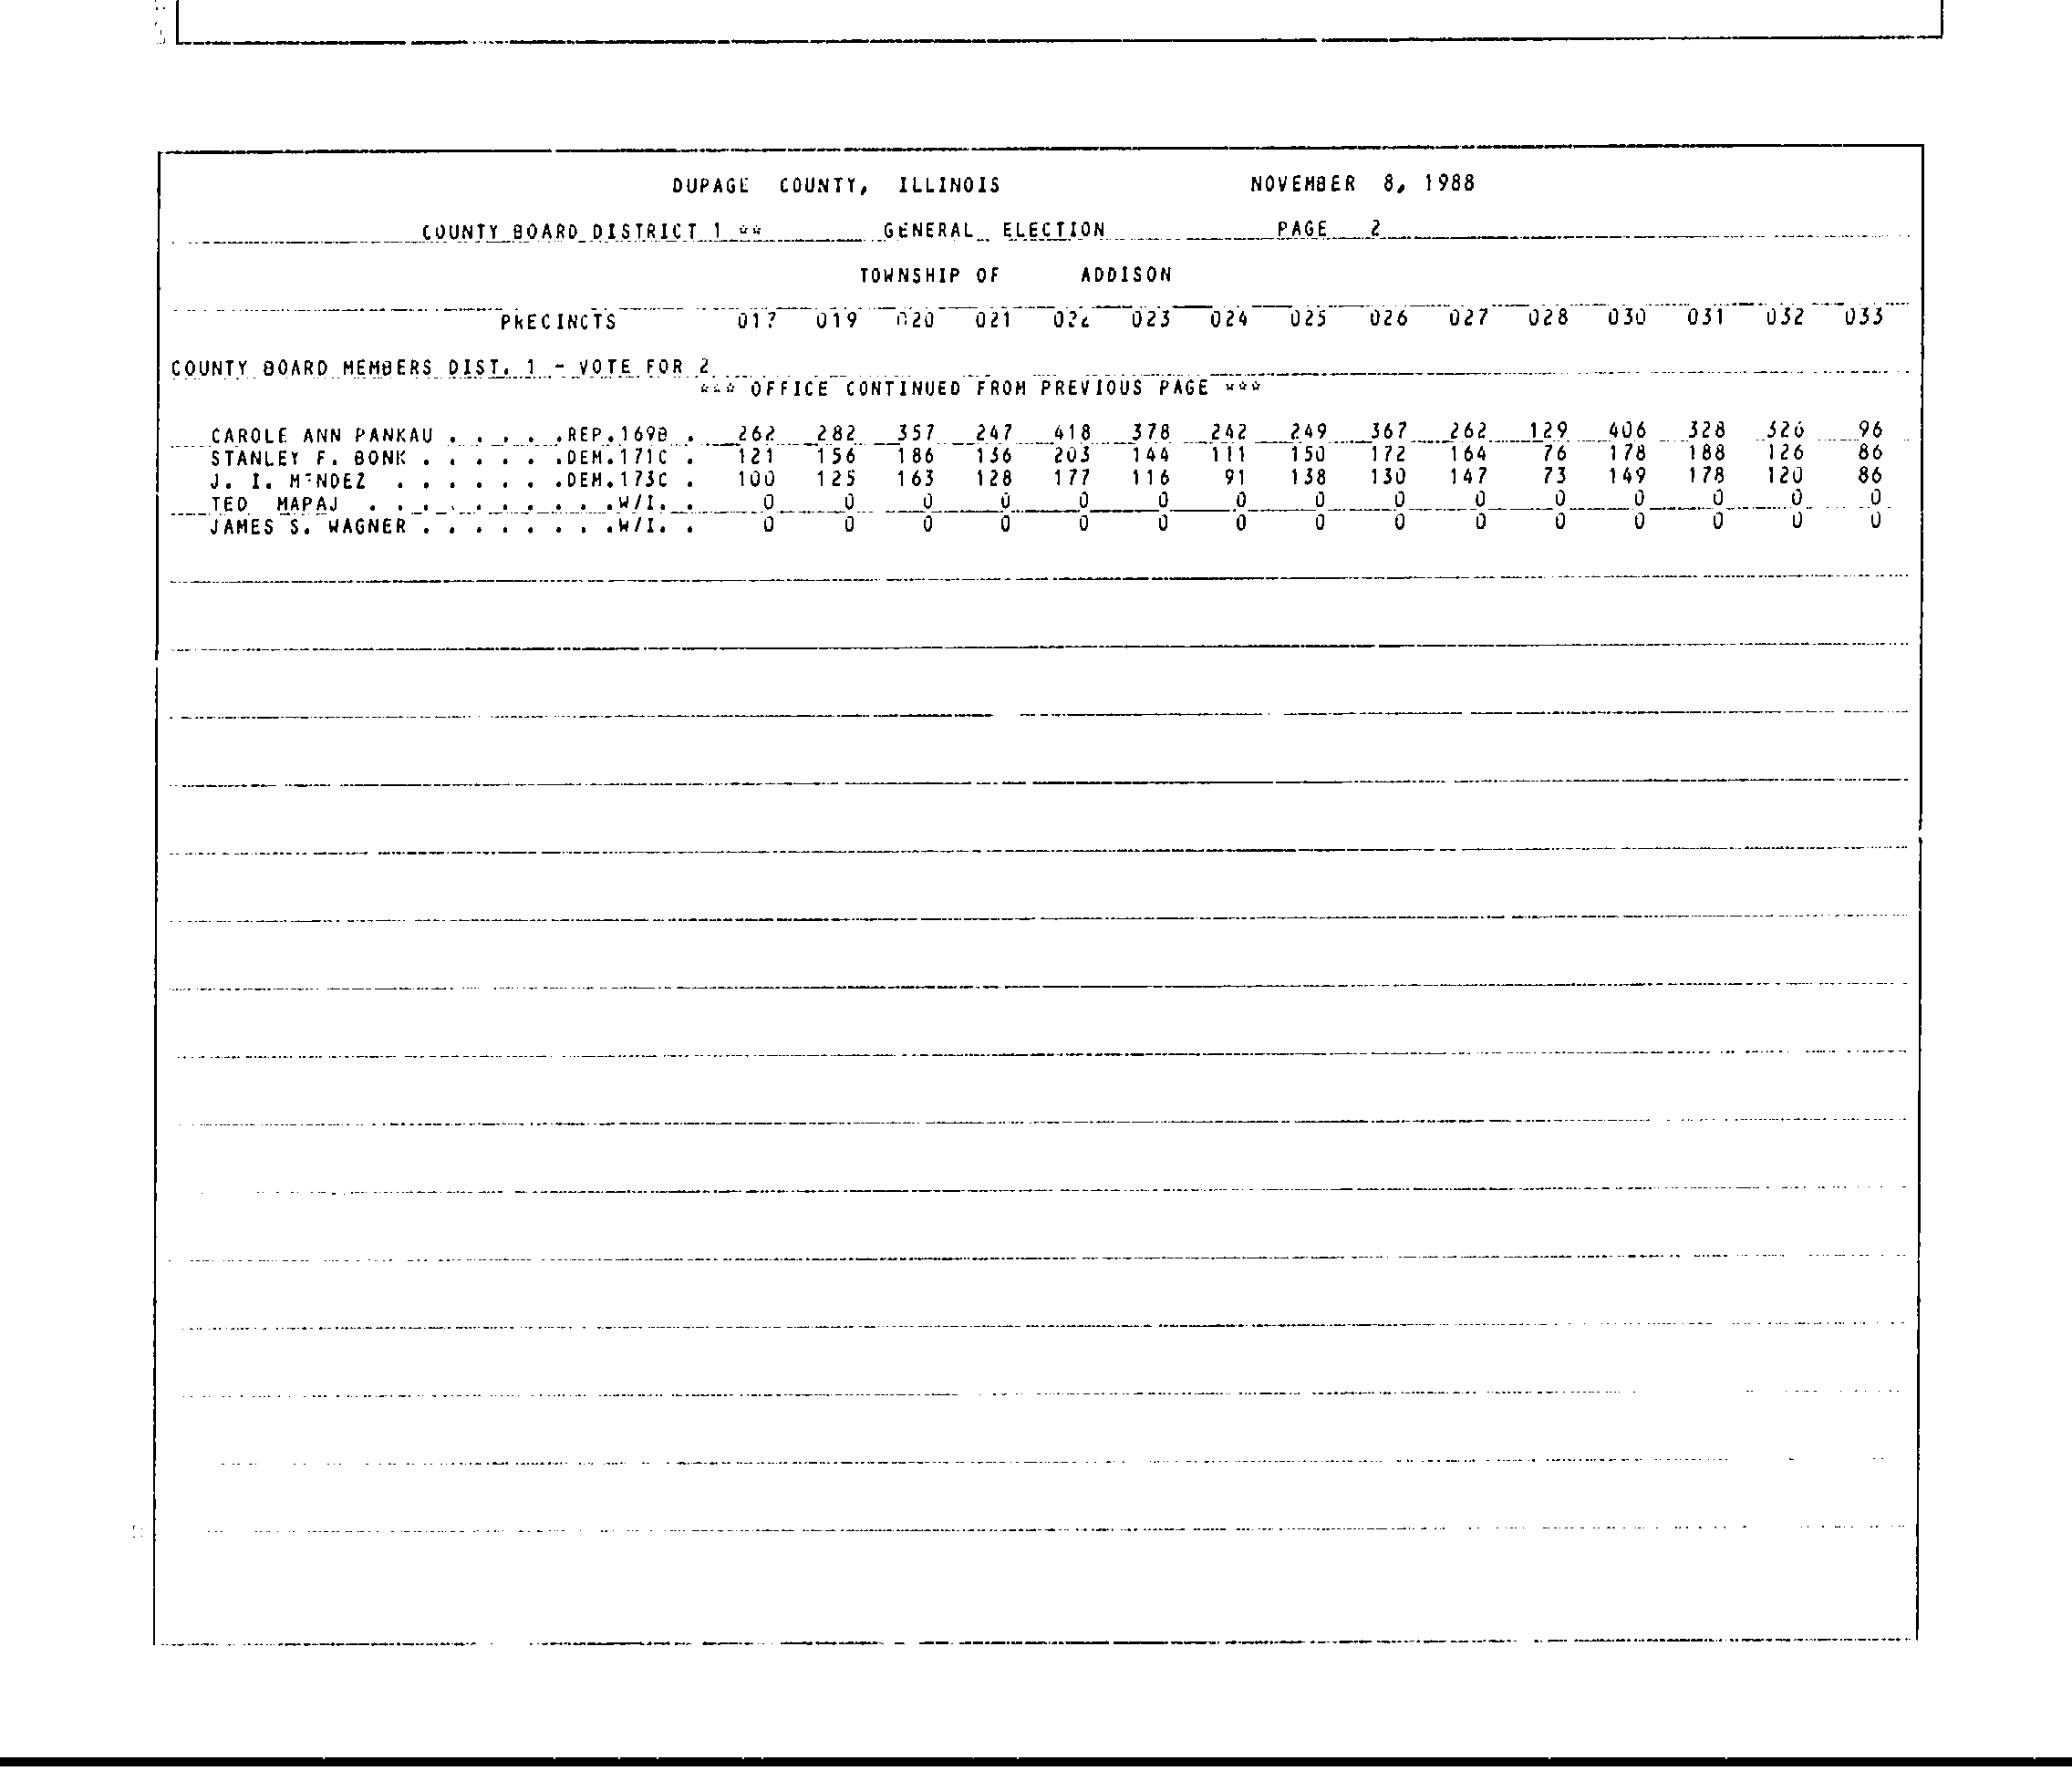 DUPAGE COUNTY, ILLINOIS NOVEMBER 8, 1988
COUNTY BOARD DISTRICT 1 ** GENERAL ELECTION PAGE 2
TOWNSHIP OF ADDISON
PRECINCTS 017 019 020 021 022 023 024 025 026 027 028 030 031 032 033
COUNTY BOARD MEMBERS DIST. 1 - VOTE FOR 2
*** OFFICE CONTINUED FROM PREVIOUS PAGE ***
CAROLE ANN PANKAU . . . . .REP.169B . 262 282 357 247 418 378 242 249 367 262 129 406 328 326 96
STANLEY F. BONK . . . . . .DEM.171C . 121 156 186 136 203 144 111 150 172 164 76 178 188 126 86
J. I. MENDEZ . . . . . . .DEM.173C . 100 125 163 128 177 116 91 138 130 147 73 149 178 120 86
TED MAPAJ . . . . . . . . . .W/I. . 0 0 0 0 0 0 0 0 0 0 0 0 0 0 0
JAMES S. WAGNER . . . . . . . .W/I. . 0 0 0 0 0 0 0 0 0 0 0 0 0 0 0